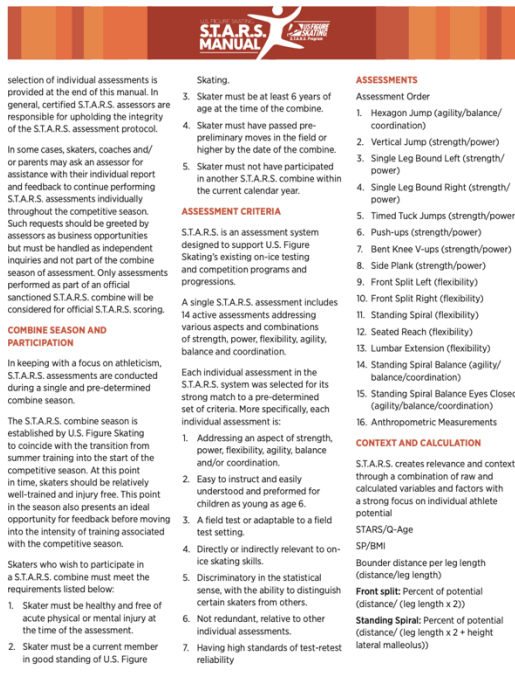 U.S. FIGURE SKATING
S.T.A.R.S.
MANUAL
U.S. FIGURE
SKATING
S.T.A.R.S. Program
selection of individual assessments is
provided at the end of this manual. In
general, certified S.T.A.R.S. assessors are
responsible for upholding the integrity
of the S.T.A.R.S. assessment protocol.
In some cases, skaters, coaches and/
or parents may ask an assessor for
assistance with their individual report
and feedback to continue performing
S.T.A.R.S. assessments individually
throughout the competitive season.
Such requests should be greeted by
assessors as business opportunities
but must be handled as independent
inquiries and not part of the combine
season of assessment. Only assessments
performed as part of an official
sanctioned S.T.A.R.S. combine will be
considered for official S.T.A.R.S. scoring.
COMBINE SEASON AND
PARTICIPATION
In keeping with a focus on athleticism,
S.T.A.R.S. assessments are conducted
during a single and pre-determined
combine season.
The S.T.A.R.S. combine season is
established by U.S. Figure Skating
to coincide with the transition from
summer training into the start of the
competitive season. At this point
in time, skaters should be relatively
well-trained and injury free. This point
in the season also presents an ideal
opportunity for feedback before moving
into the intensity of training associated
with the competitive season.
Skaters who wish to participate in
a S.T.A.R.S. combine must meet the
requirements listed below:
1. Skater must be healthy and free of
acute physical or mental injury at
the time of the assessment.
2. Skater must be a current member
in good standing of U.S. Figure
Skating.
3. Skater must be at least 6 years of
age at the time of the combine.
4. Skater must have passed pre-
preliminary moves in the field or
higher by the date of the combine.
5. Skater must not have participated
in another S.T.A.R.S. combine within
the current calendar year.
ASSESSMENT CRITERIA
S.T.A.R.S. is an assessment system
designed to support U.S. Figure
Skating's existing on-ice testing
and competition programs and
progressions.
A single S.T.A.R.S. assessment includes
14 active assessments addressing
various aspects and combinations
of strength, power, flexibility, agility,
balance and coordination.
Each individual assessment in the
S.T.A.R.S. system was selected for its
strong match to a pre-determined
set of criteria. More specifically, each
individual assessment is:
1. Addressing an aspect of strength,
power, flexibility, agility, balance
and/or coordination.
2. Easy to instruct and easily
understood and preformed for
children as young as age 6.
3. A field test or adaptable to a field
test setting.
4. Directly or indirectly relevant to on-
ice skating skills.
5. Discriminatory in the statistical
sense, with the ability to distinguish
certain skaters from others.
6. Not redundant, relative to other
individual assessments.
7. Having high standards of test-retest
reliability
ASSESSMENTS
Assessment Order
1. Hexagon Jump (agility/balance/
coordination)
2. Vertical Jump (strength/power)
3. Single Leg Bound Left (strength/
power)
4. Single Leg Bound Right (strength/
power)
5. Timed Tuck Jumps (strength/power
6. Push-ups (strength/power)
7. Bent Knee V-ups (strength/power)
8. Side Plank (strength/power)
9. Front Split Left (flexibility)
10. Front Split Right (flexibility)
11. Standing Spiral (flexibility)
12. Seated Reach (flexibility)
13. Lumbar Extension (flexibility)
14. Standing Spiral Balance (agility/
balance/coordination)
15. Standing Spiral Balance Eyes Closed
(agility/balance/coordination)
16. Anthropometric Measurements
CONTEXT AND CALCULATION
S.T.A.R.S. creates relevance and context
through a combination of raw and
calculated variables and factors with
a strong focus on individual athlete
potential
STARS/Q-Age
SP/BMI
Bounder distance per leg length
(distance/leg length)
Front split: Percent of potential
(distance/ (leg length x 2))
Standing Spiral: Percent of potential
(distance/ (leg length x 2 + height
lateral malleolus))